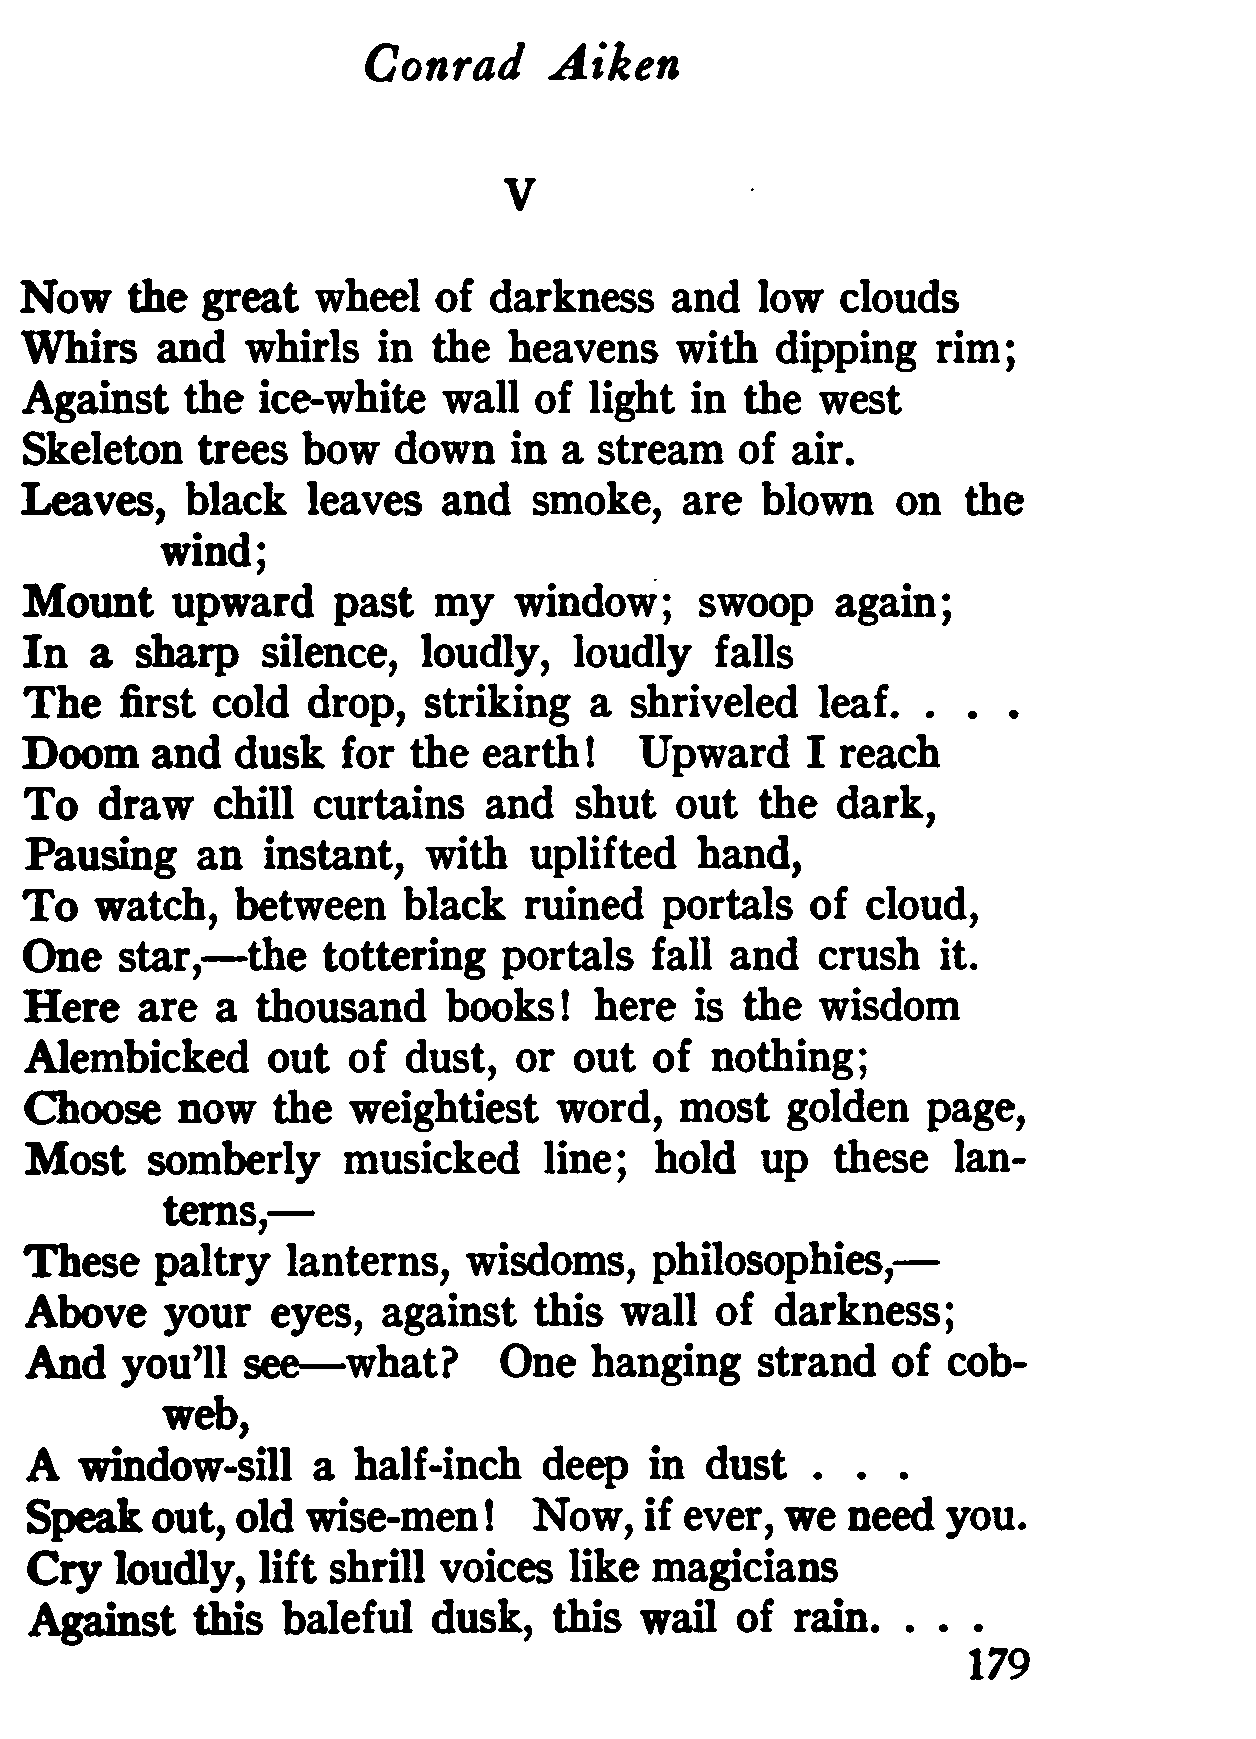 Conrad Aiken
V
Now the great wheel of darkness and low clouds
Whirs and whirls in the heavens with dipping rim;
Against the ice-white wall of light in the west
Skeleton trees bow down in a stream of air.
Leaves, black leaves and smoke, are blown on the
wind;
Mount upward past my window; swoop again;
In a sharp silence, loudly, loudly falls
The first cold drop, striking a shriveled leaf. . . .
Doom and dusk for the earth! Upward I reach
To draw chill curtains and shut out the dark,
Pausing an instant, with uplifted hand,
To watch, between black ruined portals of cloud,
One star,—the tottering portals fall and crush it.
Here are a thousand books! here is the wisdom
Alembicked out of dust, or out of nothing;
Choose now the weightiest word, most golden page,
Most somberly musicked line; hold up these lan-
terns,—
These paltry lanterns, wisdoms, philosophies,—
Above your eyes, against this wall of darkness;
And you'll see—what? One hanging strand of cob-
web,
A window-sill a half-inch deep in dust . . .
Speak out, old wise-men! Now, if ever, we need you.
Cry loudly, lift shrill voices like magicians
Against this baleful dusk, this wail of rain. . . .
179